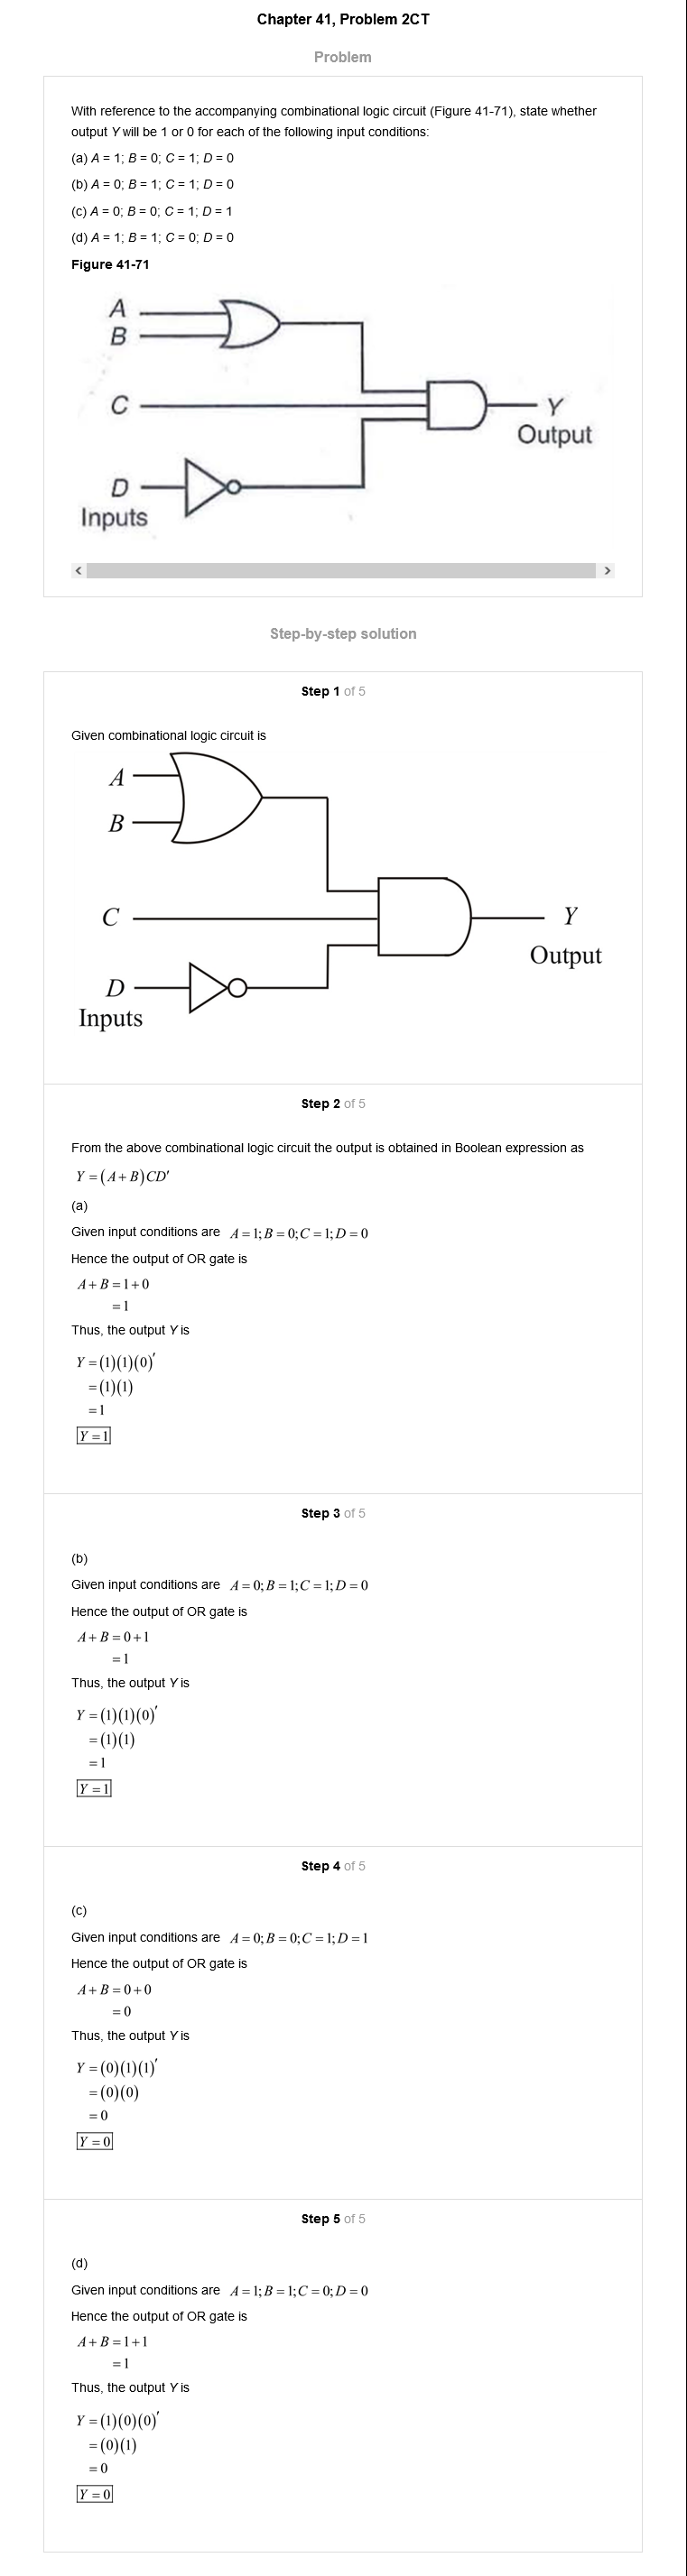 Chapter 41, Problem 2CT
Problem
With reference to the accompanying combinational logic circuit (Figure 41-71), state whether
output Y will be 1 or 0 for each of the following input conditions:
(a) A = 1; B = 0; C = 1; D = 0
(b) A = 0; B = 1; C = 1; D = 0
(c) A = 0; B = 0; C = 1; D = 1
(d) A = 1; B = 1; C = 0; D = 0
Figure 41-71
A
B
C
Y
Output
D
Inputs
Step-by-step solution
Step 1 of 5
Given combinational logic circuit is
A
B
C
Y
Output
D
Inputs
Step 2 of 5
From the above combinational logic circuit the output is obtained in Boolean expression as
Y = (A + B)CD′
(a)
Given input conditions are A = 1; B = 0; C = 1; D = 0
Hence the output of OR gate is
A + B = 1 + 0
= 1
Thus, the output Y is
Y = (1)(1)(0)′
= (1)(1)
= 1
Y = 1
Step 3 of 5
(b)
Given input conditions are A = 0; B = 1; C = 1; D = 0
Hence the output of OR gate is
A + B = 0 + 1
= 1
Thus, the output Y is
Y = (1)(1)(0)′
= (1)(1)
= 1
Y = 1
Step 4 of 5
(c)
Given input conditions are A = 0; B = 0; C = 1; D = 1
Hence the output of OR gate is
A + B = 0 + 0
= 0
Thus, the output Y is
Y = (0)(1)(1)′
= (0)(0)
= 0
Y = 0
Step 5 of 5
(d)
Given input conditions are A = 1; B = 1; C = 0; D = 0
Hence the output of OR gate is
A + B = 1 + 1
= 1
Thus, the output Y is
Y = (1)(0)(0)′
= (0)(1)
= 0
Y = 0